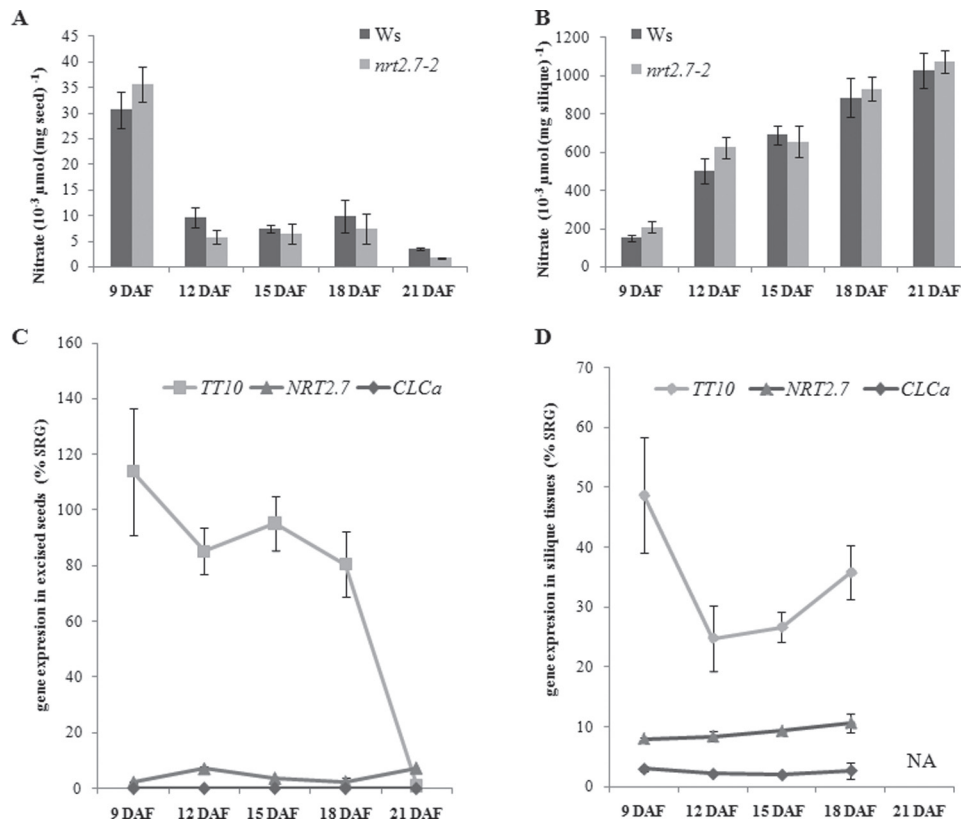 A
Ws
nrt2.7-2
Nitrate (10⁻³ µmol (mg seed) ⁻¹
45
40
35
30
25
20
15
10
5
0
9 DAF 12 DAF 15 DAF 18 DAF 21 DAF
B
Ws
nrt2.7-2
Nitrate (10⁻³ µmol (mg silique) ⁻¹
1200
1000
800
600
400
200
0
9 DAF 12 DAF 15 DAF 18 DAF 21 DAF
C
TT10 NRT2.7 CLCa
gene expresion in excised seeds (% SRG)
160
140
120
100
80
60
40
20
0
9 DAF 12 DAF 15 DAF 18 DAF 21 DAF
D
TT10 NRT2.7 CLCa
gene expresion in silique tissues (% SRG)
70
60
50
40
30
20
10
0
NA
9 DAF 12 DAF 15 DAF 18 DAF 21 DAF